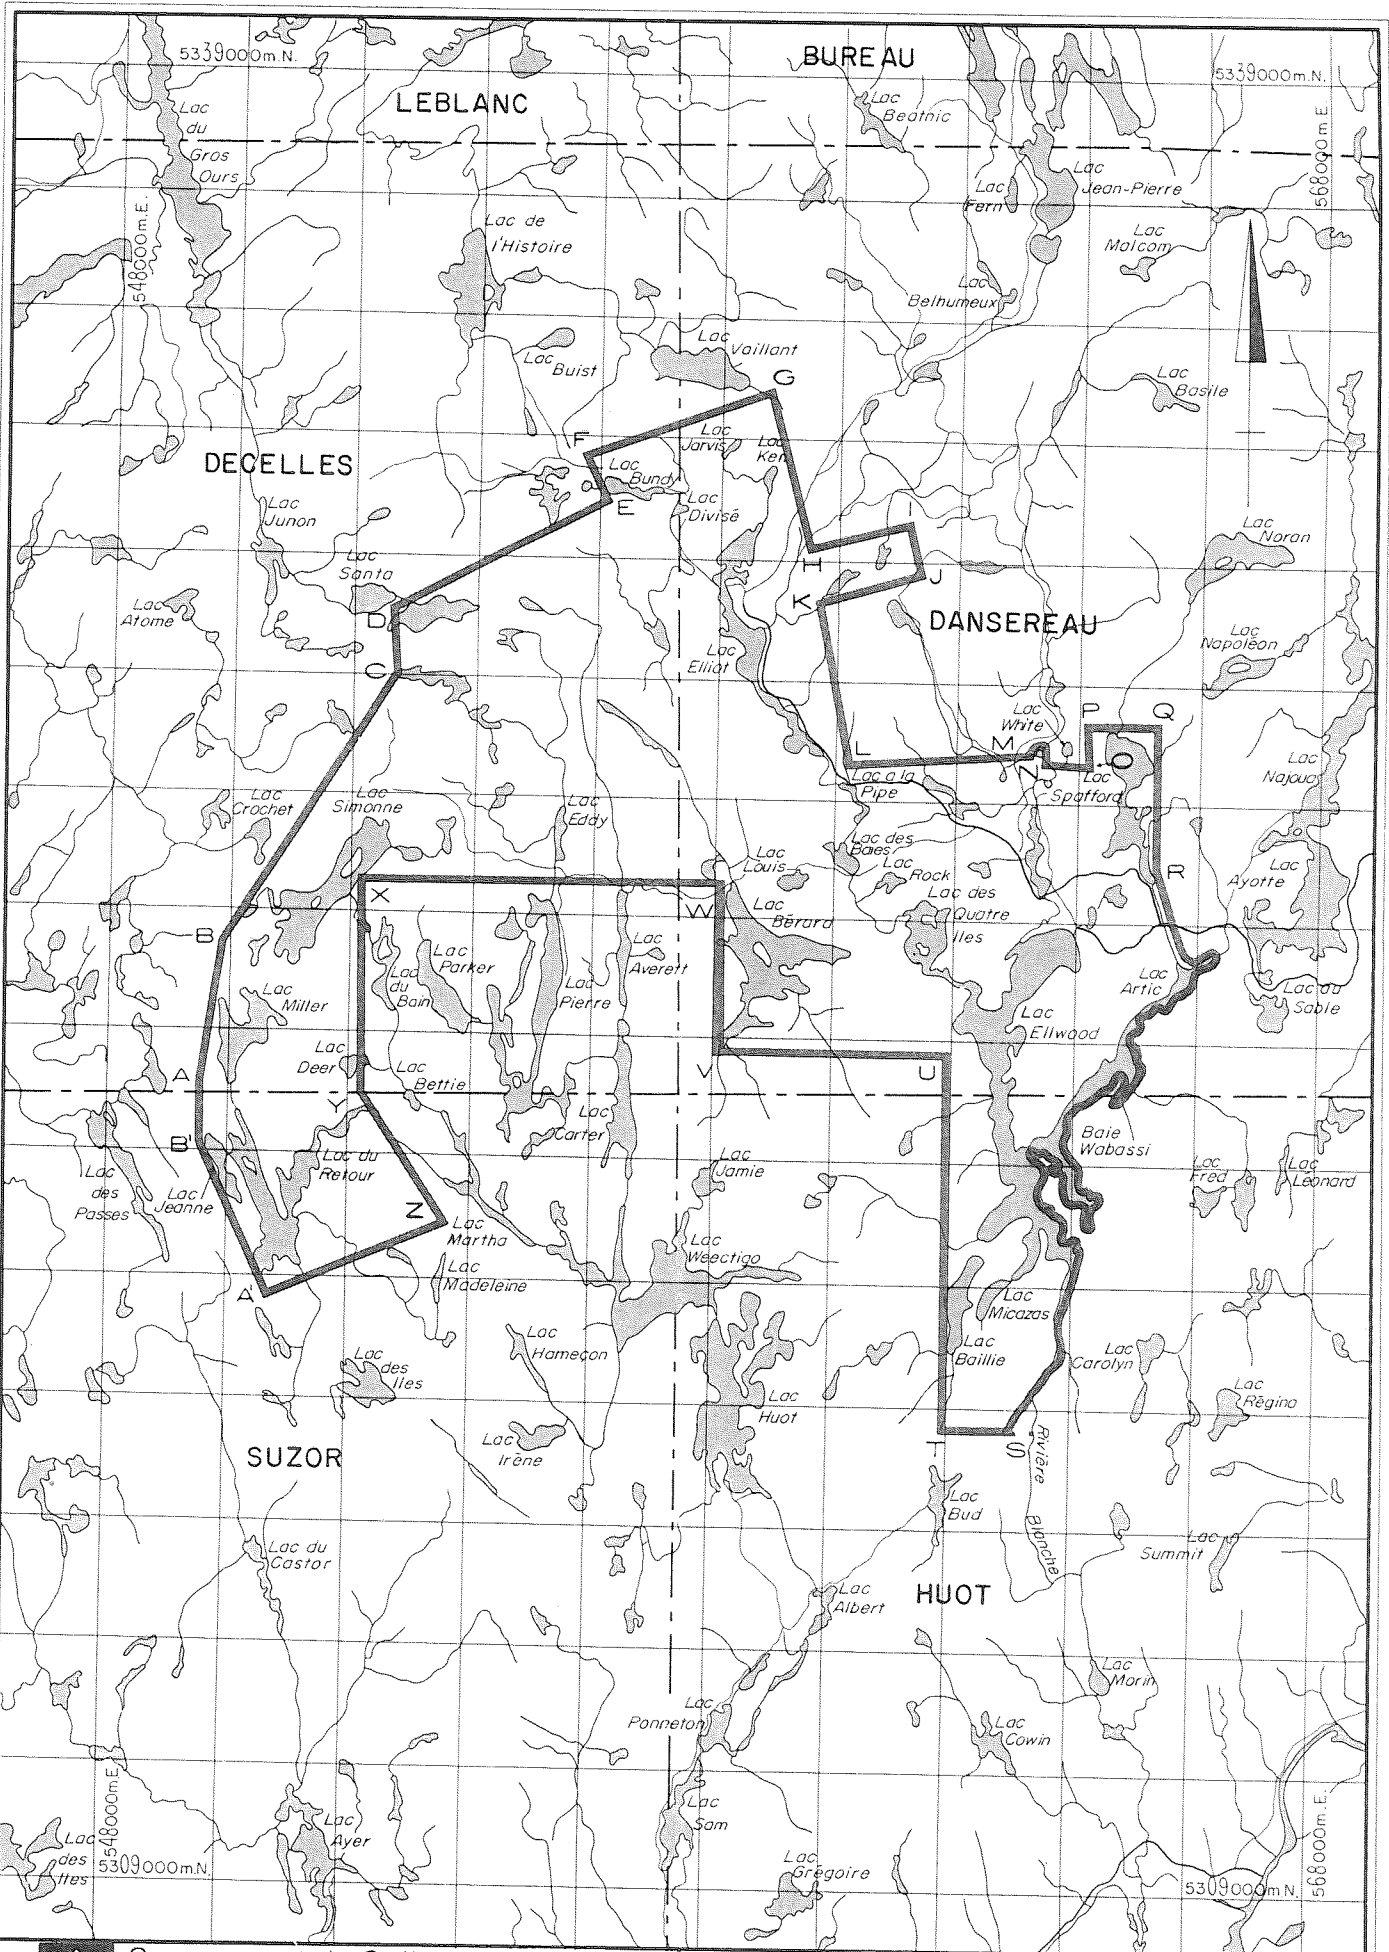 BUREAU
5339000m.N.
5339000m.N.
LEBLANC
568000m.E.
Lac
Beatnic
Lac
du
Gros
Ours
Lac
Jean-Pierre
Lac
Fern
548000m.E.
Lac de
l'Histoire
Lac
Malcom
Lac
Belhumeux
Lac
Vaillant
Lac
Buist
G
Lac
Basile
F
Lac
Jarvis
Lac
Ken
DECELLES
Lac
Bundy
E
Lac
Divisé
Lac
Junon
I
Lac
Noran
H
J
Lac
Santa
K
Lac
Atome
D
DANSEREAU
Lac
Napoléon
Lac
Elliot
C
Lac
White
P
Q
L
M
N
O
Lac a la
Pipe
Lac
Spafford
Lac
Najoua
Lac
Crochet
Lac
Simonne
Lac
Eddy
Lac des
Baies
Lac
Louis
Lac
Rock
R
Lac
Ayotte
X
W
Lac des
Quatre
Iles
Lac
Bérard
B
Lac
Parker
Lac
Averett
Lac
du
Bain
Lac
Pierre
Lac
Artic
Lac
Miller
Lac au
Sable
Lac
Ellwood
Lac
Deer
A
Lac
Bettie
V
U
Y
Lac
Carter
B'
Baie
Wabassi
Lac du
Retour
Lac
Jamie
Lac
Fred
Lac
Léonard
Lac
des
Passes
Lac
Jeanne
Z
Lac
Martha
Lac
Weectigo
A'
Lac
Madeleine
Lac
Micazas
Lac
Hameçon
Lac
Baillie
Lac
Carolyn
Lac
des
Iles
Lac
Régina
Lac
Huot
Lac
Irène
T
S
SUZOR
Rivière
Blanche
Lac
Bud
Lac
Summit
Lac du
Castor
Lac
Albert
HUOT
Lac
Morin
Lac
Ponneton
Lac
Cowin
548000m.E.
Lac
Sam
Lac
Ayer
568000m.E.
Lac
des
Iles
5309000m.N.
Lac
Grégoire
5309000m.N.